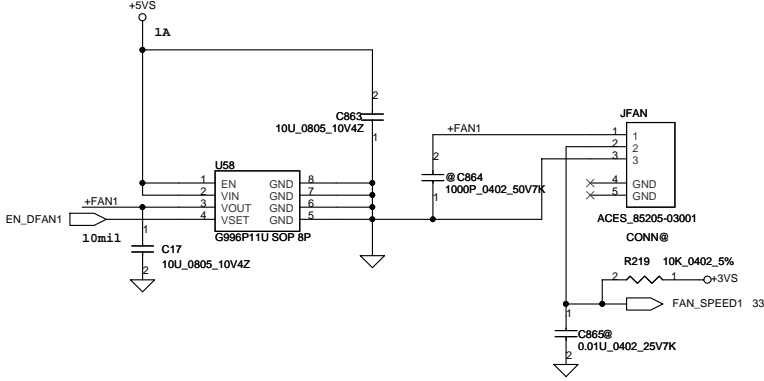 +5VS
1A
2
C863
10U_0805_10V4Z
1
JFAN
+FAN1
1 1
2 2
3 3
2
@C864
1000P_0402_50V7K
1
4 GND
5 GND
ACES_85205-03001
CONN@
U58
1 EN GND 8
2 VIN GND 7
+FAN1 3 VOUT GND 6
EN_DFAN1 4 VSET GND 5
G996P11U SOP 8P
10mil
1
C17
10U_0805_10V4Z
2
R219 10K_0402_5%
2 1 +3VS
FAN_SPEED1 33
1
C865@
0.01U_0402_25V7K
2